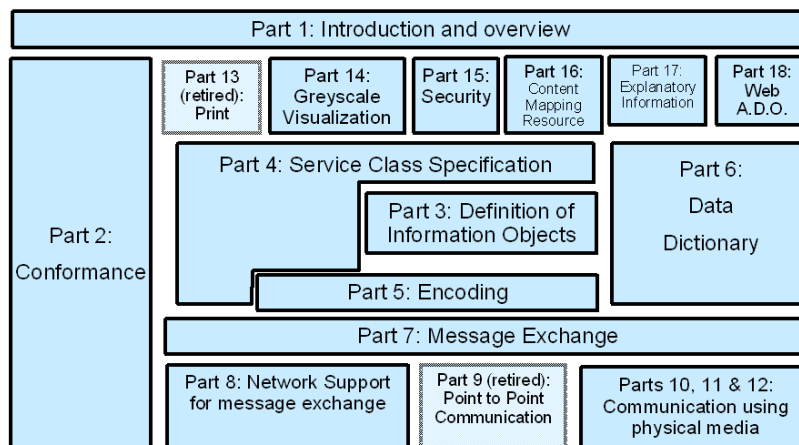 Part 1: Introduction and overview
Part 13
(retired):
Print
Part 14:
Greyscale
Visualization
Part 15:
Security
Part 16:
Content
Mapping
Resource
Part 17:
Explanatory
Information
Part 18:
Web
A.D.O.
Part 2:
Conformance
Part 4: Service Class Specification
Part 3: Definition of
Information Objects
Part 5: Encoding
Part 6:
Data
Dictionary
Part 7: Message Exchange
Part 8: Network Support
for message exchange
Part 9 (retired):
Point to Point
Communication
Parts 10, 11 & 12:
Communication using
physical media